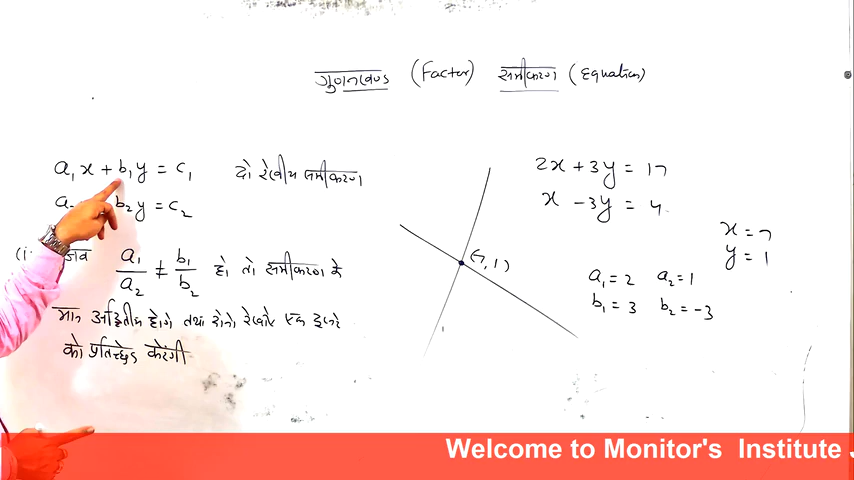 गुणनखण्ड (Factor) समीकरण (Equation)
a₁x + b₁y = c₁ दो रेखीय समीकरण
b₂y = c₂
(i) जब a₁/a₂ ≠ b₁/b₂ हो तो समीकरण के
मान अद्वितीय होंगे तथा दोनो रेखाएं एक दूसरे
को प्रतिच्छेद करेंगी
(7, 1)
2x + 3y = 17
x - 3y = 4
x = 7
y = 1
a₁ = 2 a₂ = 1
b₁ = 3 b₂ = -3
Welcome to Monitor's Institute